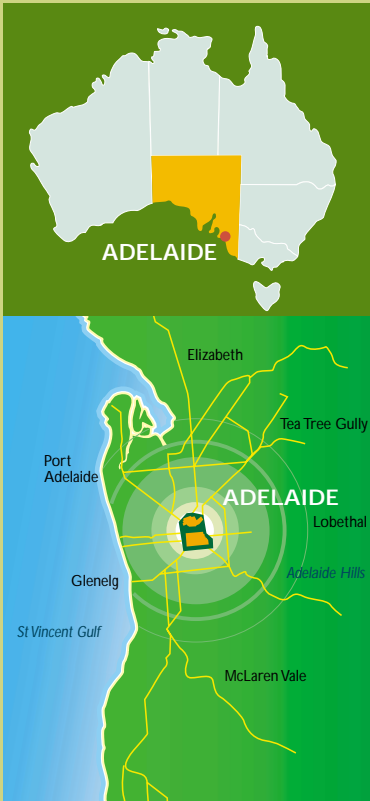 ADELAIDE
Elizabeth
Tea Tree Gully
Port
Adelaide
ADELAIDE
Lobethal
Glenelg
Adelaide Hills
St Vincent Gulf
McLaren Vale